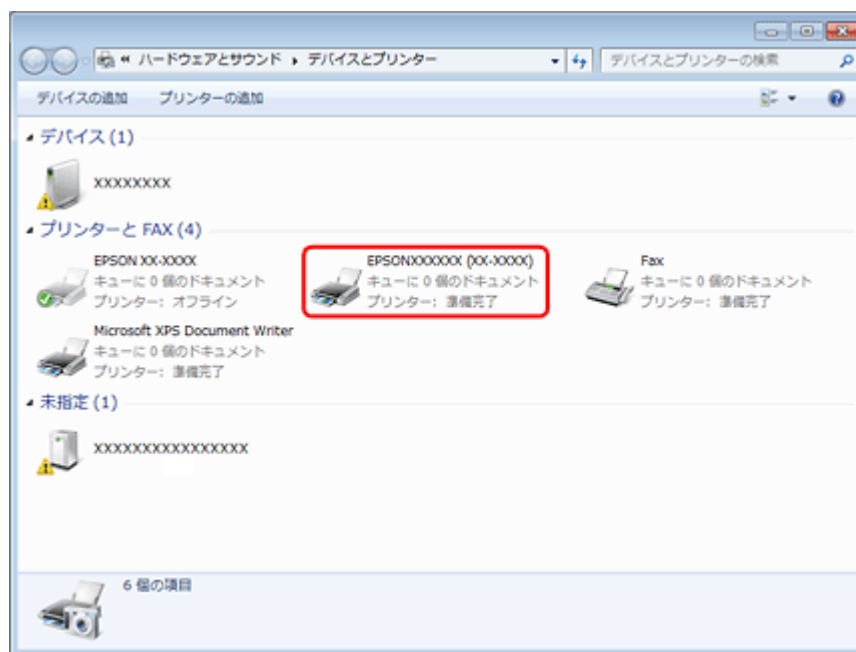 « ハードウェアとサウンド ▸ デバイスとプリンター
デバイスとプリンターの検索
デバイスの追加 プリンターの追加
デバイス (1)
XXXXXXXX
プリンターと FAX (4)
EPSON XX-XXXX
キューに 0 個のドキュメント
プリンター: オフライン
EPSONXXXXXX (XX-XXXX)
キューに 0 個のドキュメント
プリンター: 準備完了
Fax
キューに 0 個のドキュメント
プリンター: 準備完了
Microsoft XPS Document Writer
キューに 0 個のドキュメント
プリンター: 準備完了
未指定 (1)
XXXXXXXXXXXXXXXX
6 個の項目